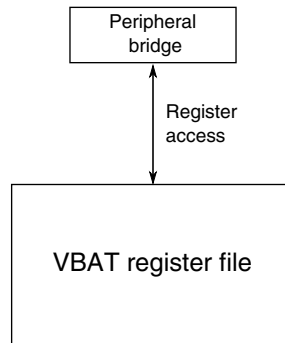 Peripheral
bridge
Register
access
VBAT register file